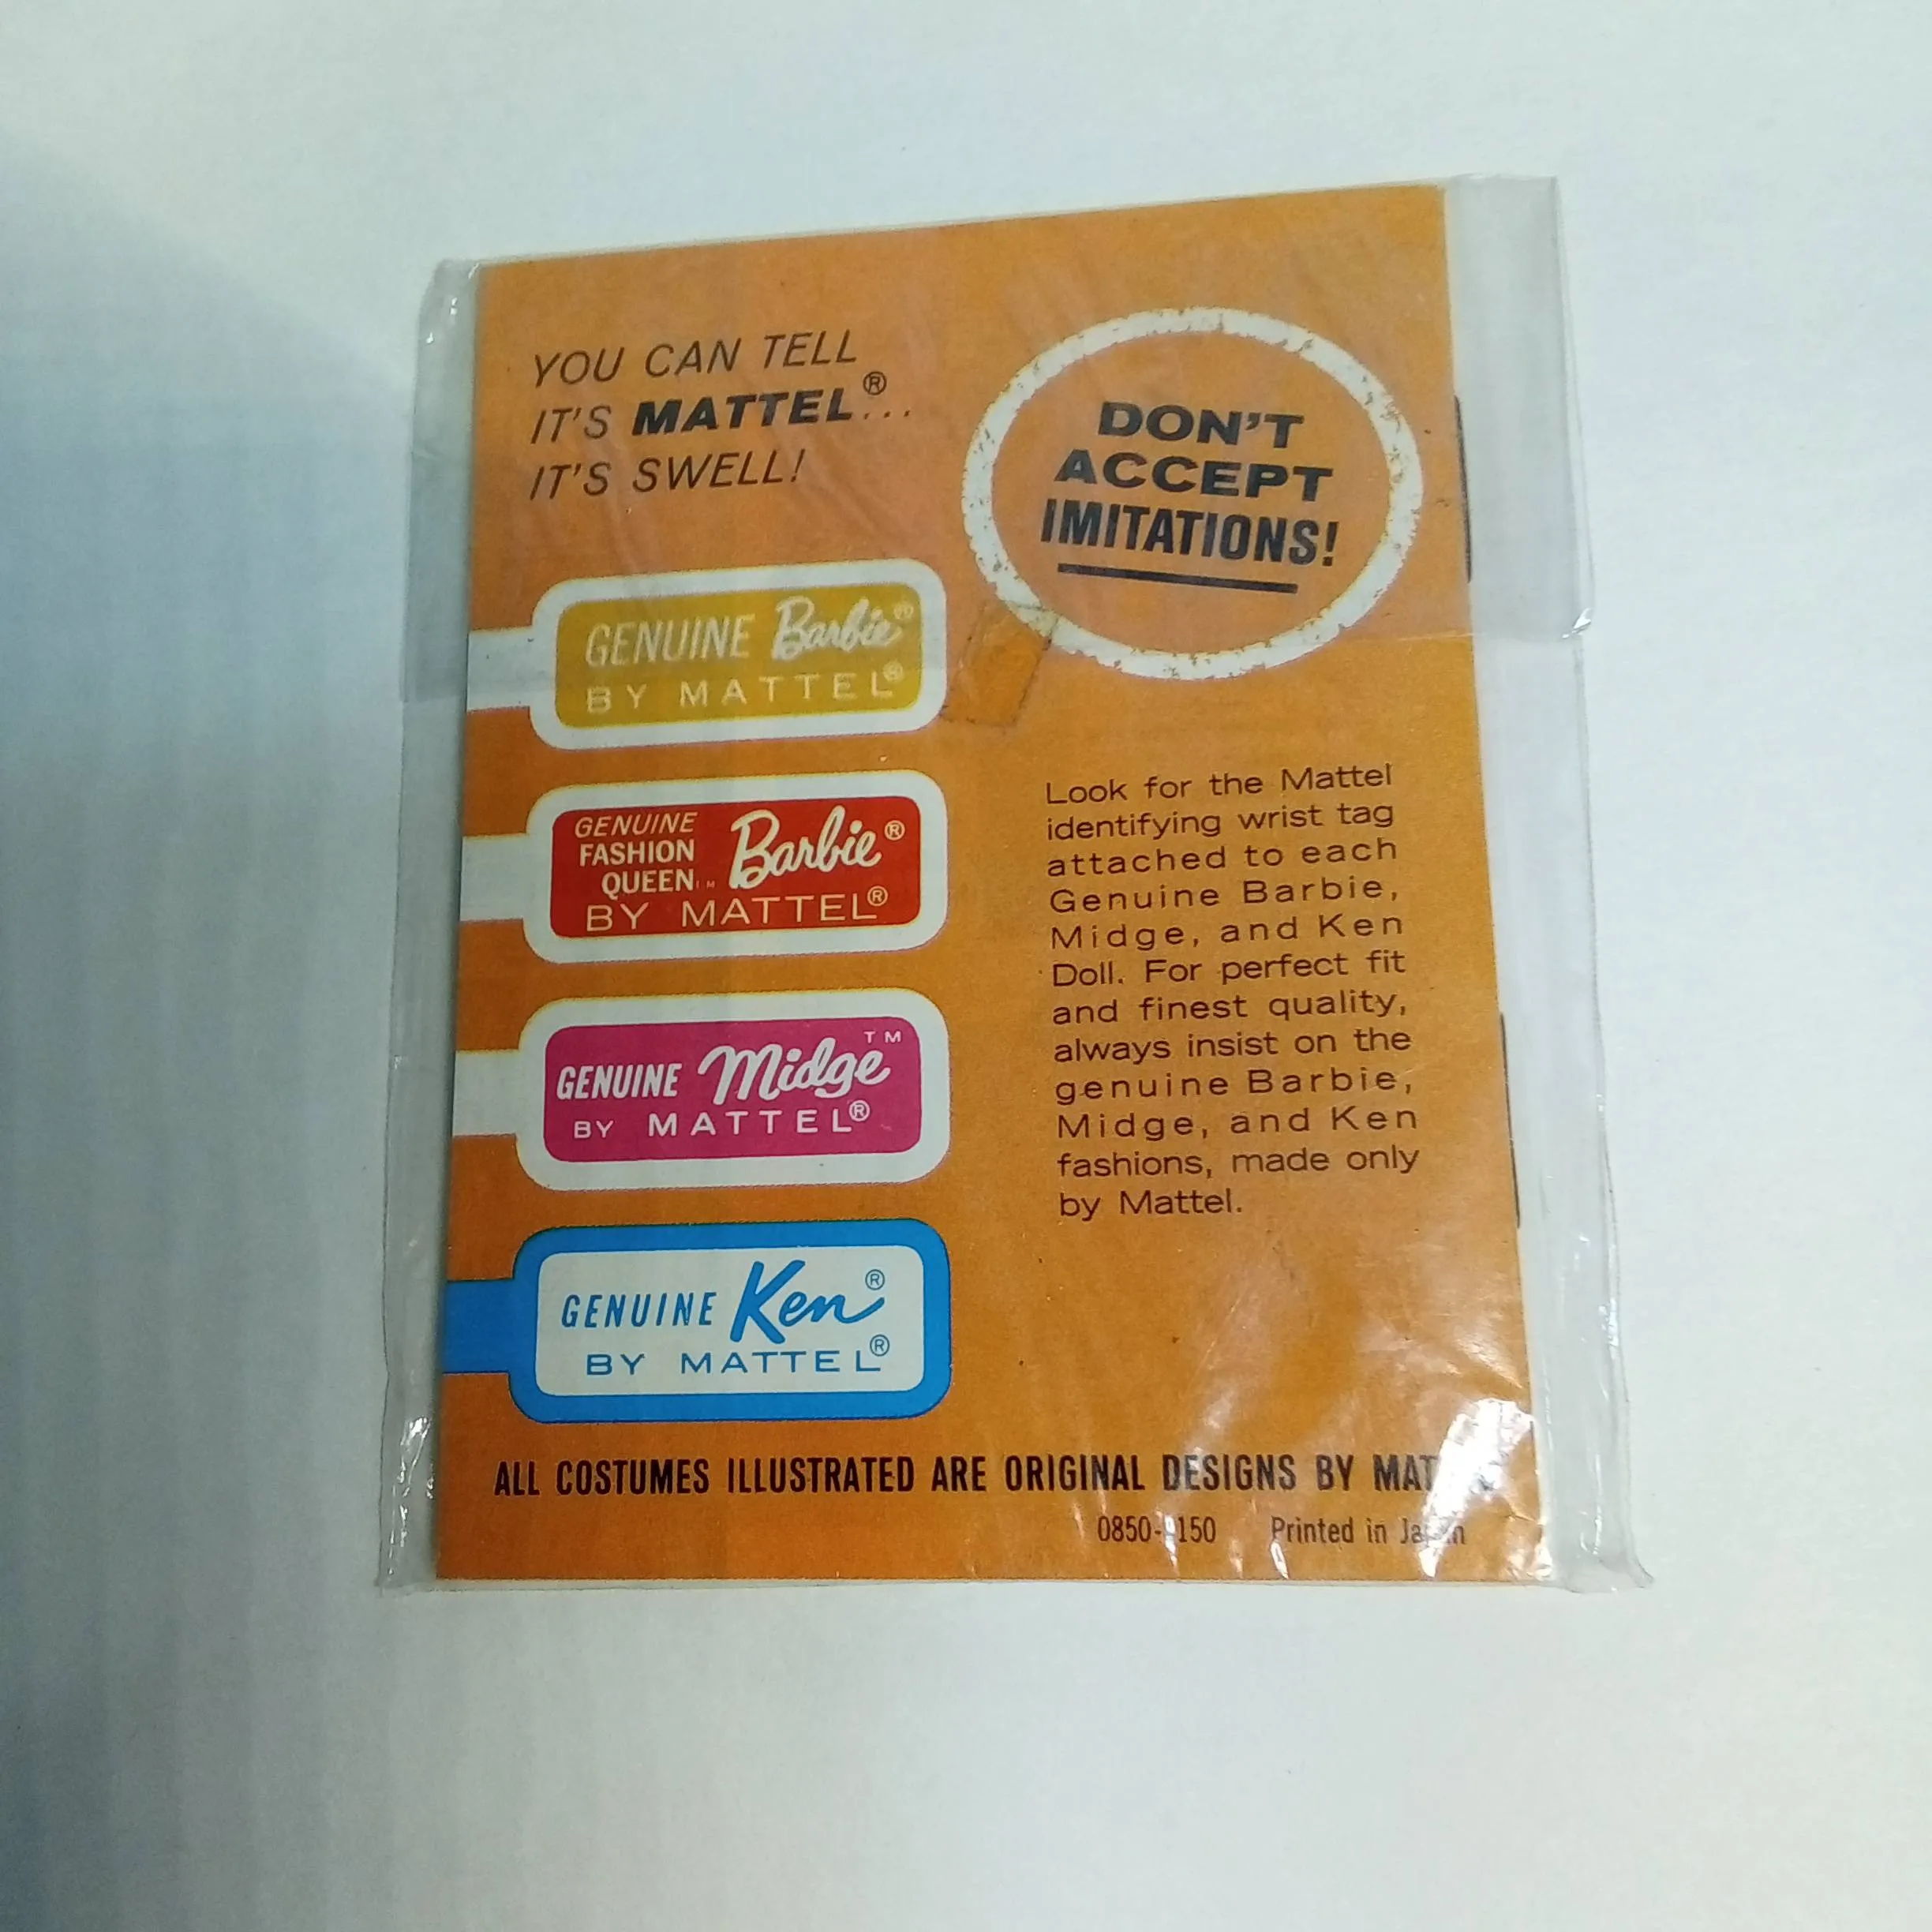 YOU CAN TELL
IT'S MATTEL®...
IT'S SWELL!
DON'T
ACCEPT
IMITATIONS!
GENUINE Barbie®
BY MATTEL®
GENUINE
FASHION
QUEEN™ Barbie®
BY MATTEL®
GENUINE Midge™
BY MATTEL®
GENUINE Ken®
BY MATTEL®
Look for the Mattel
identifying wrist tag
attached to each
Genuine Barbie,
Midge, and Ken
Doll. For perfect fit
and finest quality,
always insist on the
genuine Barbie,
Midge, and Ken
fashions, made only
by Mattel.
ALL COSTUMES ILLUSTRATED ARE ORIGINAL DESIGNS BY
Printed in Japan